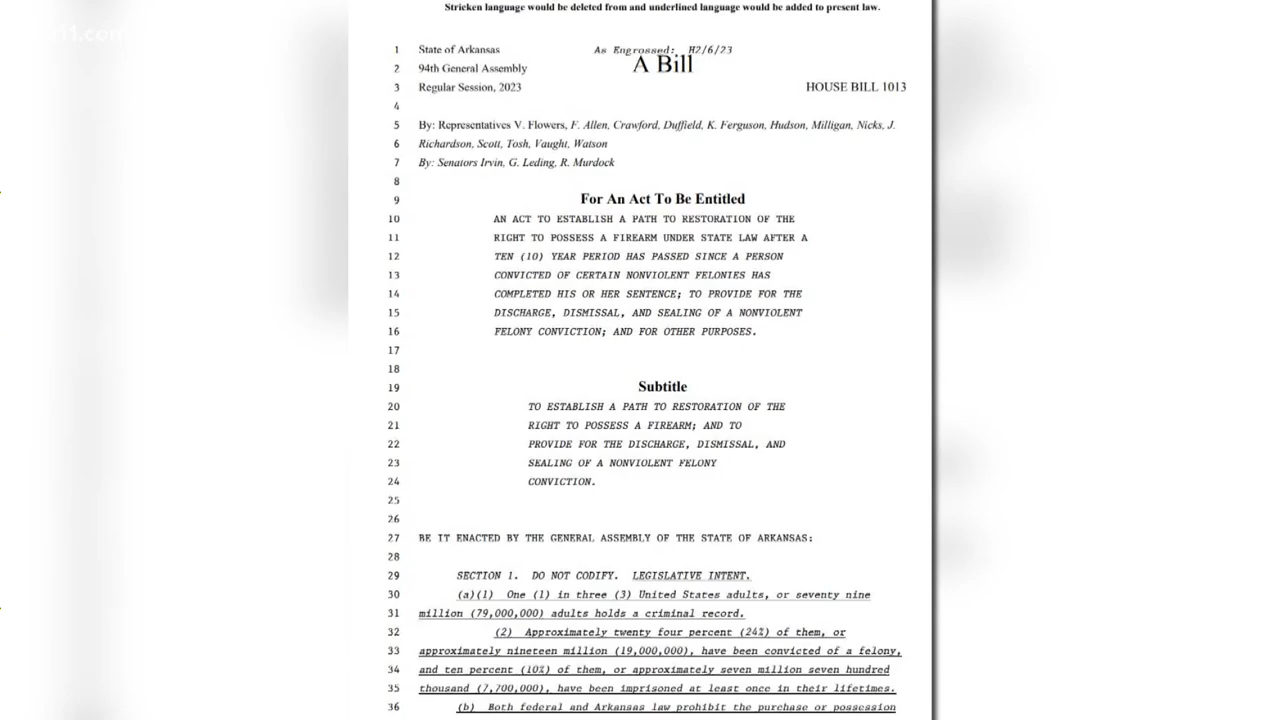 11.com
Stricken language would be deleted from and underlined language would be added to present law.
1 State of Arkansas As Engrossed: H2/6/23
2 94th General Assembly A Bill
3 Regular Session, 2023 HOUSE BILL 1013
4
5 By: Representatives V. Flowers, F. Allen, Crawford, Duffield, K. Ferguson, Hudson, Milligan, Nicks, J.
6 Richardson, Scott, Tosh, Vaught, Watson
7 By: Senators Irvin, G. Leding, R. Murdock
8
9 For An Act To Be Entitled
10 AN ACT TO ESTABLISH A PATH TO RESTORATION OF THE
11 RIGHT TO POSSESS A FIREARM UNDER STATE LAW AFTER A
12 TEN (10) YEAR PERIOD HAS PASSED SINCE A PERSON
13 CONVICTED OF CERTAIN NONVIOLENT FELONIES HAS
14 COMPLETED HIS OR HER SENTENCE; TO PROVIDE FOR THE
15 DISCHARGE, DISMISSAL, AND SEALING OF A NONVIOLENT
16 FELONY CONVICTION; AND FOR OTHER PURPOSES.
17
18
19 Subtitle
20 TO ESTABLISH A PATH TO RESTORATION OF THE
21 RIGHT TO POSSESS A FIREARM; AND TO
22 PROVIDE FOR THE DISCHARGE, DISMISSAL, AND
23 SEALING OF A NONVIOLENT FELONY
24 CONVICTION.
25
26
27 BE IT ENACTED BY THE GENERAL ASSEMBLY OF THE STATE OF ARKANSAS:
28
29 SECTION 1. DO NOT CODIFY. LEGISLATIVE INTENT.
30 (a)(1) One (1) in three (3) United States adults, or seventy nine
31 million (79,000,000) adults holds a criminal record.
32 (2) Approximately twenty four percent (24%) of them, or
33 approximately nineteen million (19,000,000), have been convicted of a felony,
34 and ten percent (10%) of them, or approximately seven million seven hundred
35 thousand (7,700,000), have been imprisoned at least once in their lifetimes.
36 (b) Both federal and Arkansas law prohibit the purchase or possession